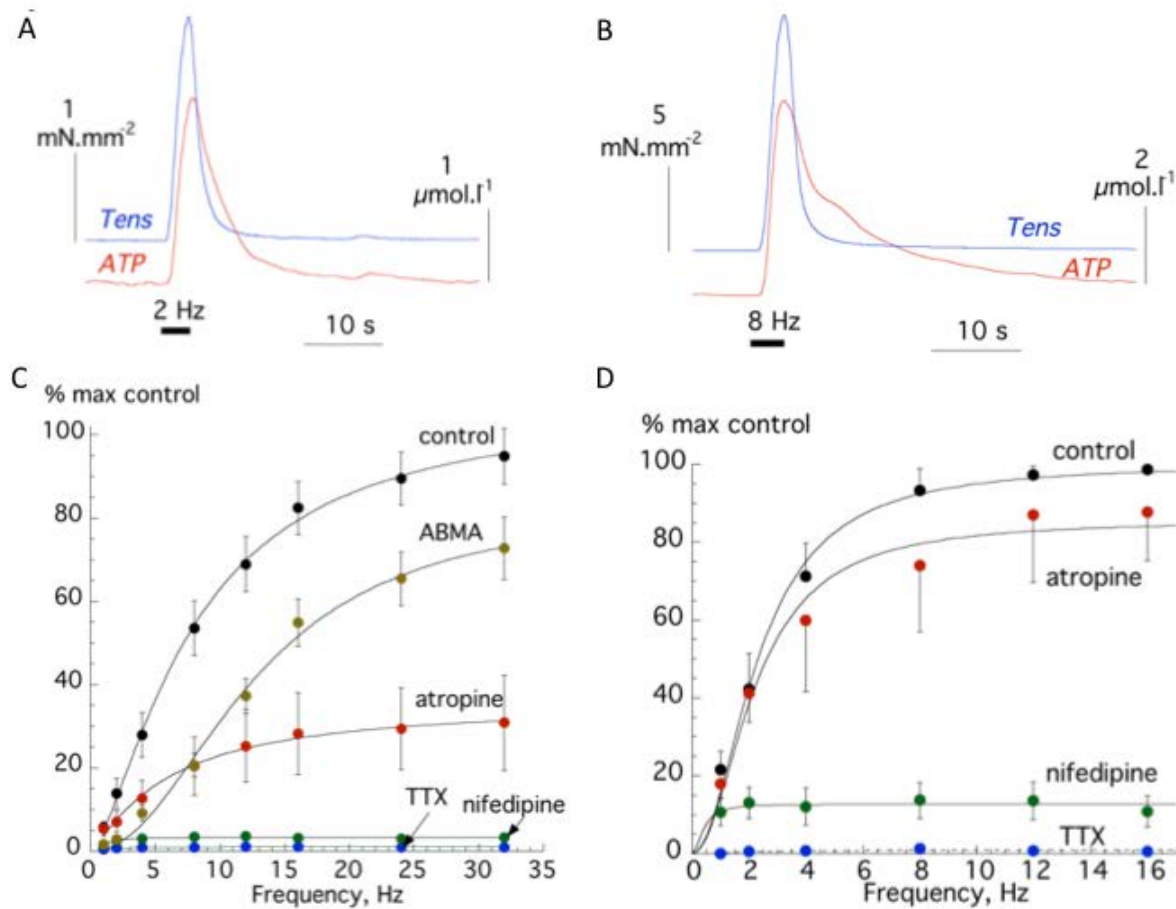 A
1
mN.mm-2
1
µmol.l1
Tens
ATP
2 Hz
10 s
B
5
mN.mm-2
2
µmol.l1
Tens
ATP
8 Hz
10 s
C
% max control
100
80
60
40
20
0
control
ABMA
atropine
TTX
nifedipine
0 5 10 15 20 25 30 35
Frequency, Hz
D
% max control
100
80
60
40
20
0
control
atropine
nifedipine
TTX
0 2 4 6 8 10 12 14 16
Frequency, Hz